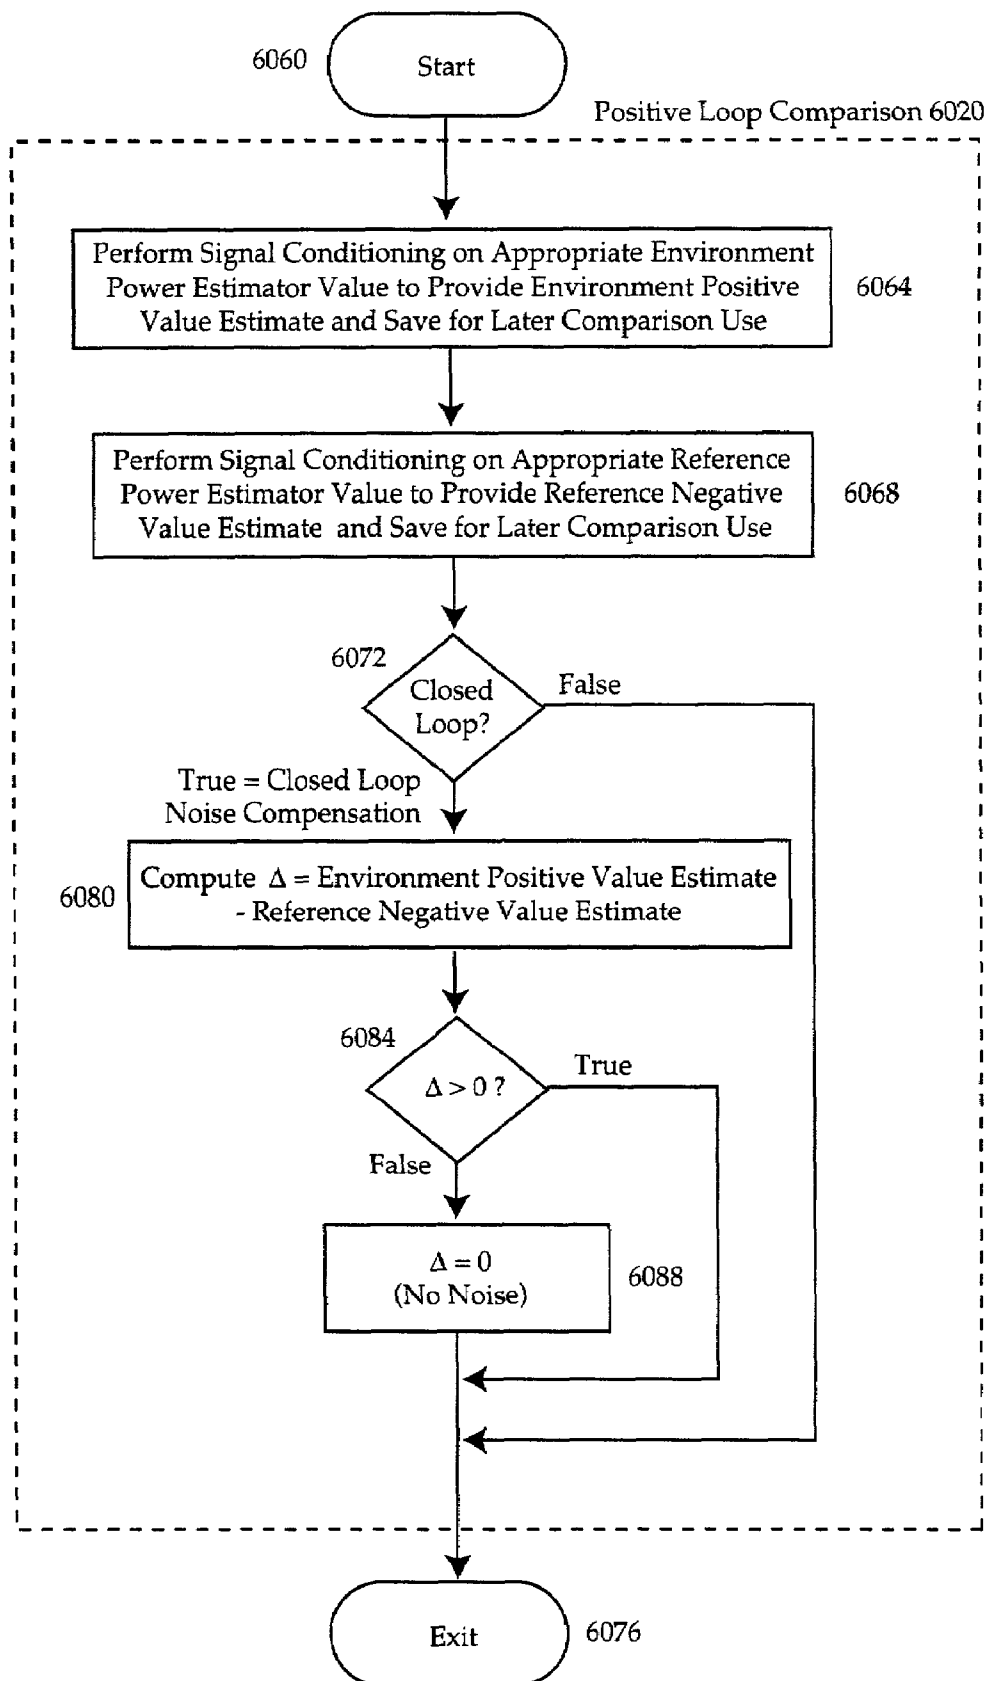 6060
Start
Positive Loop Comparison 6020
Perform Signal Conditioning on Appropriate Environment
Power Estimator Value to Provide Environment Positive
Value Estimate and Save for Later Comparison Use
6064
Perform Signal Conditioning on Appropriate Reference
Power Estimator Value to Provide Reference Negative
Value Estimate and Save for Later Comparison Use
6068
6072
Closed
Loop?
False
True = Closed Loop
Noise Compensation
6080
Compute Δ = Environment Positive Value Estimate
- Reference Negative Value Estimate
6084
Δ > 0 ?
True
False
Δ = 0
(No Noise)
6088
Exit
6076